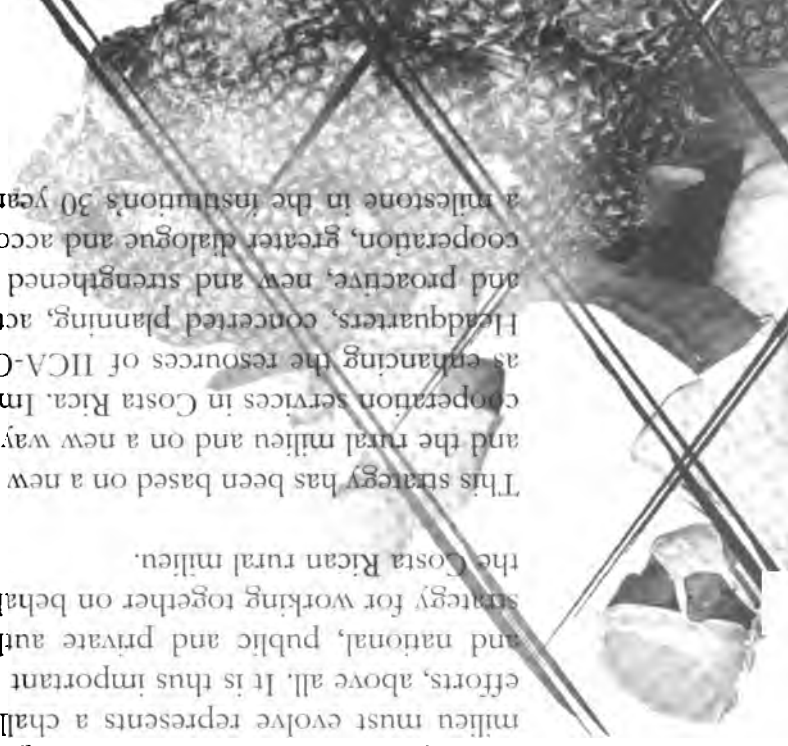 milieu must evolve represents a chall
efforts, above all. It is thus important
and national, public and private auth
strategy for working together on behal
the Costa Rican rural milieu.
This strategy has been based on a new
and the rural milieu and on a new way
cooperation services in Costa Rica. Im
as enhancing the resources of IICA-C
Headquarters, concerted planning, act
and proactive, new and strengthened
cooperation, greater dialogue and acco
a milestone in the institution's 30 year